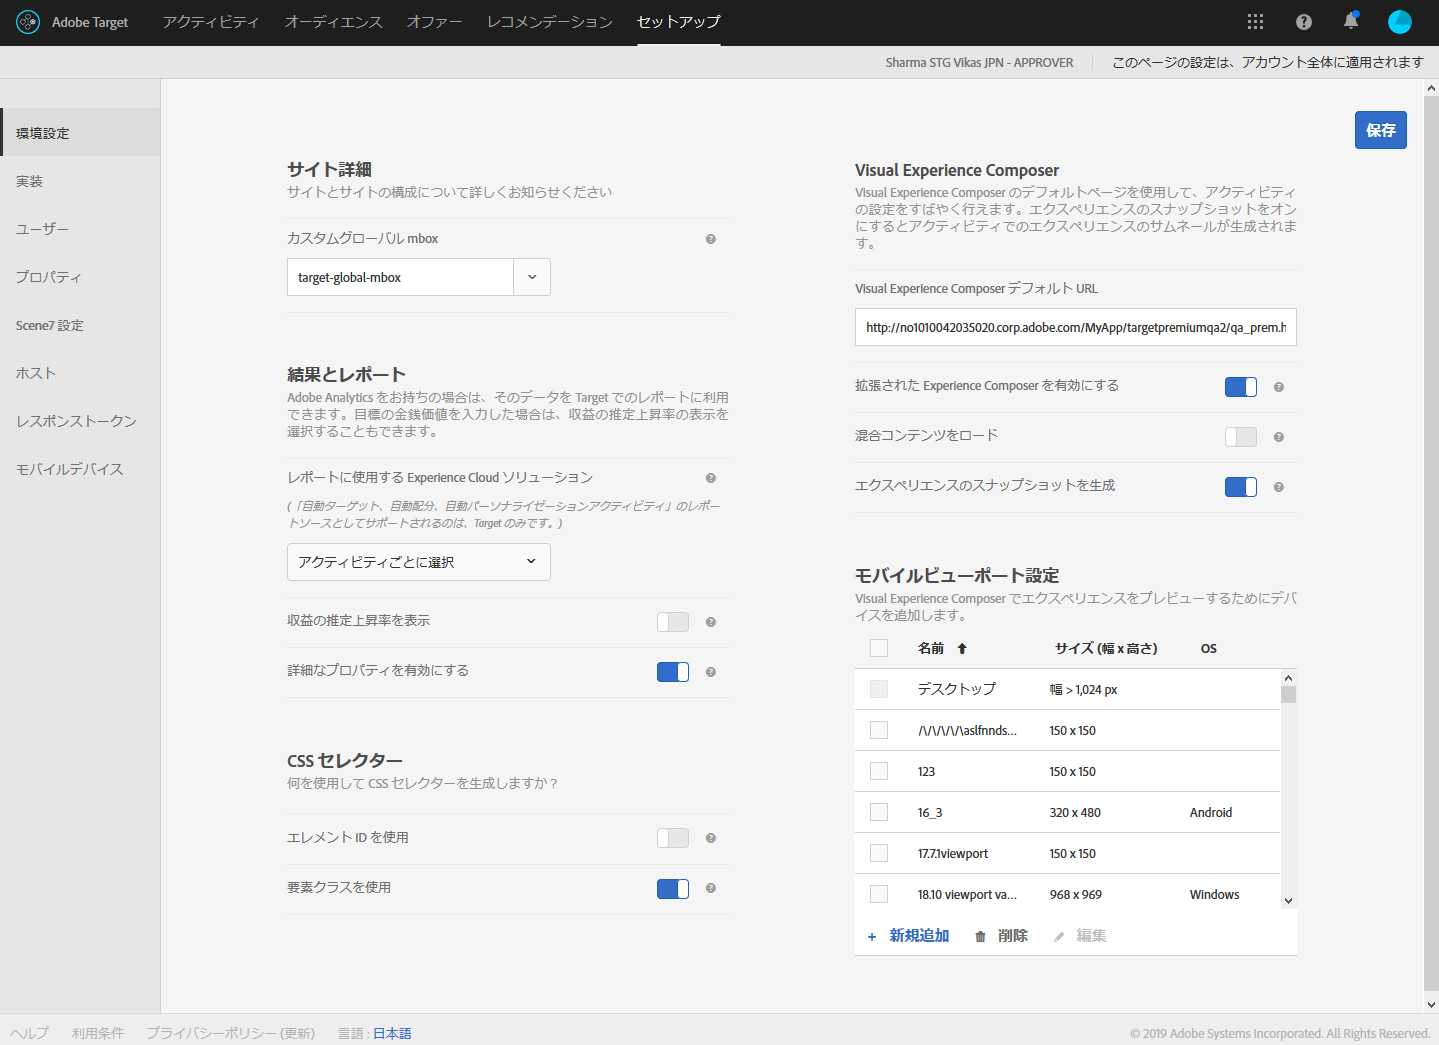 Adobe Target アクティビティ オーディエンス オファー レコメンデーション セットアップ
Sharma STG Vikas JPN - APPROVER このページの設定は、アカウント全体に適用されます
環境設定
実装
ユーザー
プロパティ
Scene7 設定
ホスト
レスポンストークン
モバイルデバイス
保存
サイト詳細
サイトとサイトの構成について詳しくお知らせください
カスタムグローバル mbox
target-global-mbox
結果とレポート
Adobe Analytics をお持ちの場合は、そのデータを Target でのレポートに利用
できます。目標の金銭価値を入力した場合は、収益の推定上昇率の表示を
選択することもできます。
レポートに使用する Experience Cloud ソリューション
(「自動ターゲット、自動配分、自動パーソナライゼーションアクティビティ」のレポー
トソースとしてサポートされるのは、Target のみです。)
アクティビティごとに選択
収益の推定上昇率を表示
詳細なプロパティを有効にする
CSS セレクター
何を使用して CSS セレクターを生成しますか ?
エレメント ID を使用
要素クラスを使用
Visual Experience Composer
Visual Experience Composer のデフォルトページを使用して、アクティビティ
の設定をすばやく行えます。エクスペリエンスのスナップショットをオン
にするとアクティビティでのエクスペリエンスのサムネールが生成されま
す。
Visual Experience Composer デフォルト URL
http://no1010042035020.corp.adobe.com/MyApp/targetpremiumqa2/qa_prem.h
拡張された Experience Composer を有効にする
混合コンテンツをロード
エクスペリエンスのスナップショットを生成
モバイルビューポート設定
Visual Experience Composer でエクスペリエンスをプレビューするためにデバ
イスを追加します。
名前 サイズ (幅 x 高さ) OS
デスクトップ 幅 > 1,024 px
/\/\/\/\/\aslfnnds... 150 x 150
123 150 x 150
16_3 320 x 480 Android
17.7.1viewport 150 x 150
18.10 viewport va... 968 x 969 Windows
+ 新規追加 削除 編集
ヘルプ 利用条件 プライバシーポリシー (更新) 言語 : 日本語
© 2019 Adobe Systems Incorporated. All Rights Reserved.